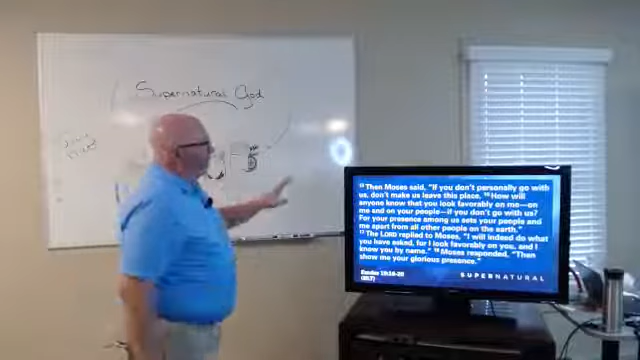 Supernatural God
¹⁵ Then Moses said, "If you don't personally go with
us, don't make us leave this place. ¹⁶ How will
anyone know that you look favorably on me—on
me and on your people—if you don't go with us?
For your presence among us sets your people and
me apart from all other people on the earth."
¹⁷ The LORD replied to Moses, "I will indeed do what
you have asked, for I look favorably on you, and I
know you by name." ¹⁸ Moses responded, "Then
show me your glorious presence."
(NLT)
SUPERNATURAL